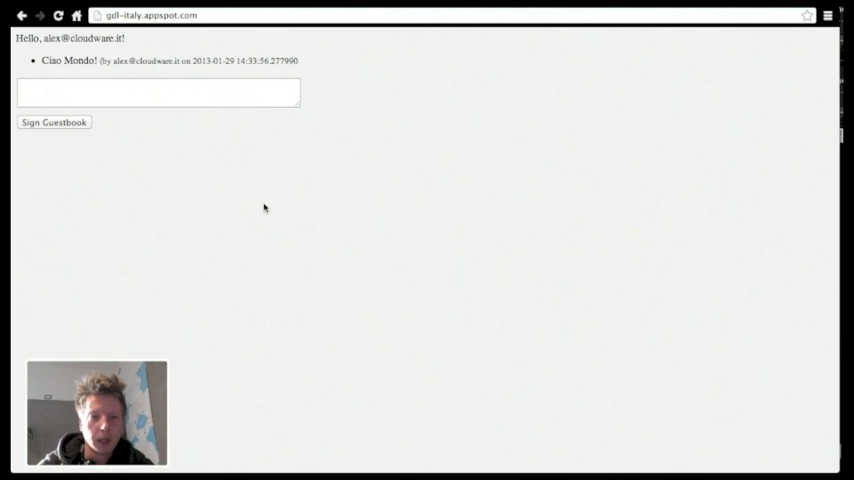 gdl-italy.appspot.com
Hello, alex@cloudware.it!
Ciao Mondo! (by alex@cloudware.it on 2013-01-29 14:33:56.277990
Sign Guestbook